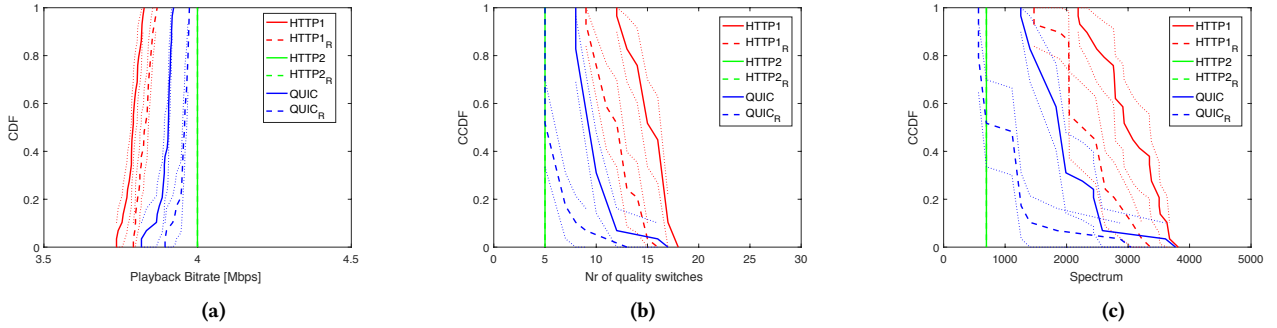 1
0.8
0.6
0.4
0.2
0
CDF
3.5
4
4.5
Playback Bitrate [Mbps]
HTTP1
HTTP1R
HTTP2
HTTP2R
QUIC
QUICR
(a)
1
0.8
0.6
0.4
0.2
0
CCDF
0
5
10
15
20
25
30
Nr of quality switches
HTTP1
HTTP1R
HTTP2
HTTP2R
QUIC
QUICR
(b)
1
0.8
0.6
0.4
0.2
0
CCDF
0
1000
2000
3000
4000
5000
Spectrum
HTTP1
HTTP1R
HTTP2
HTTP2R
QUIC
QUICR
(c)